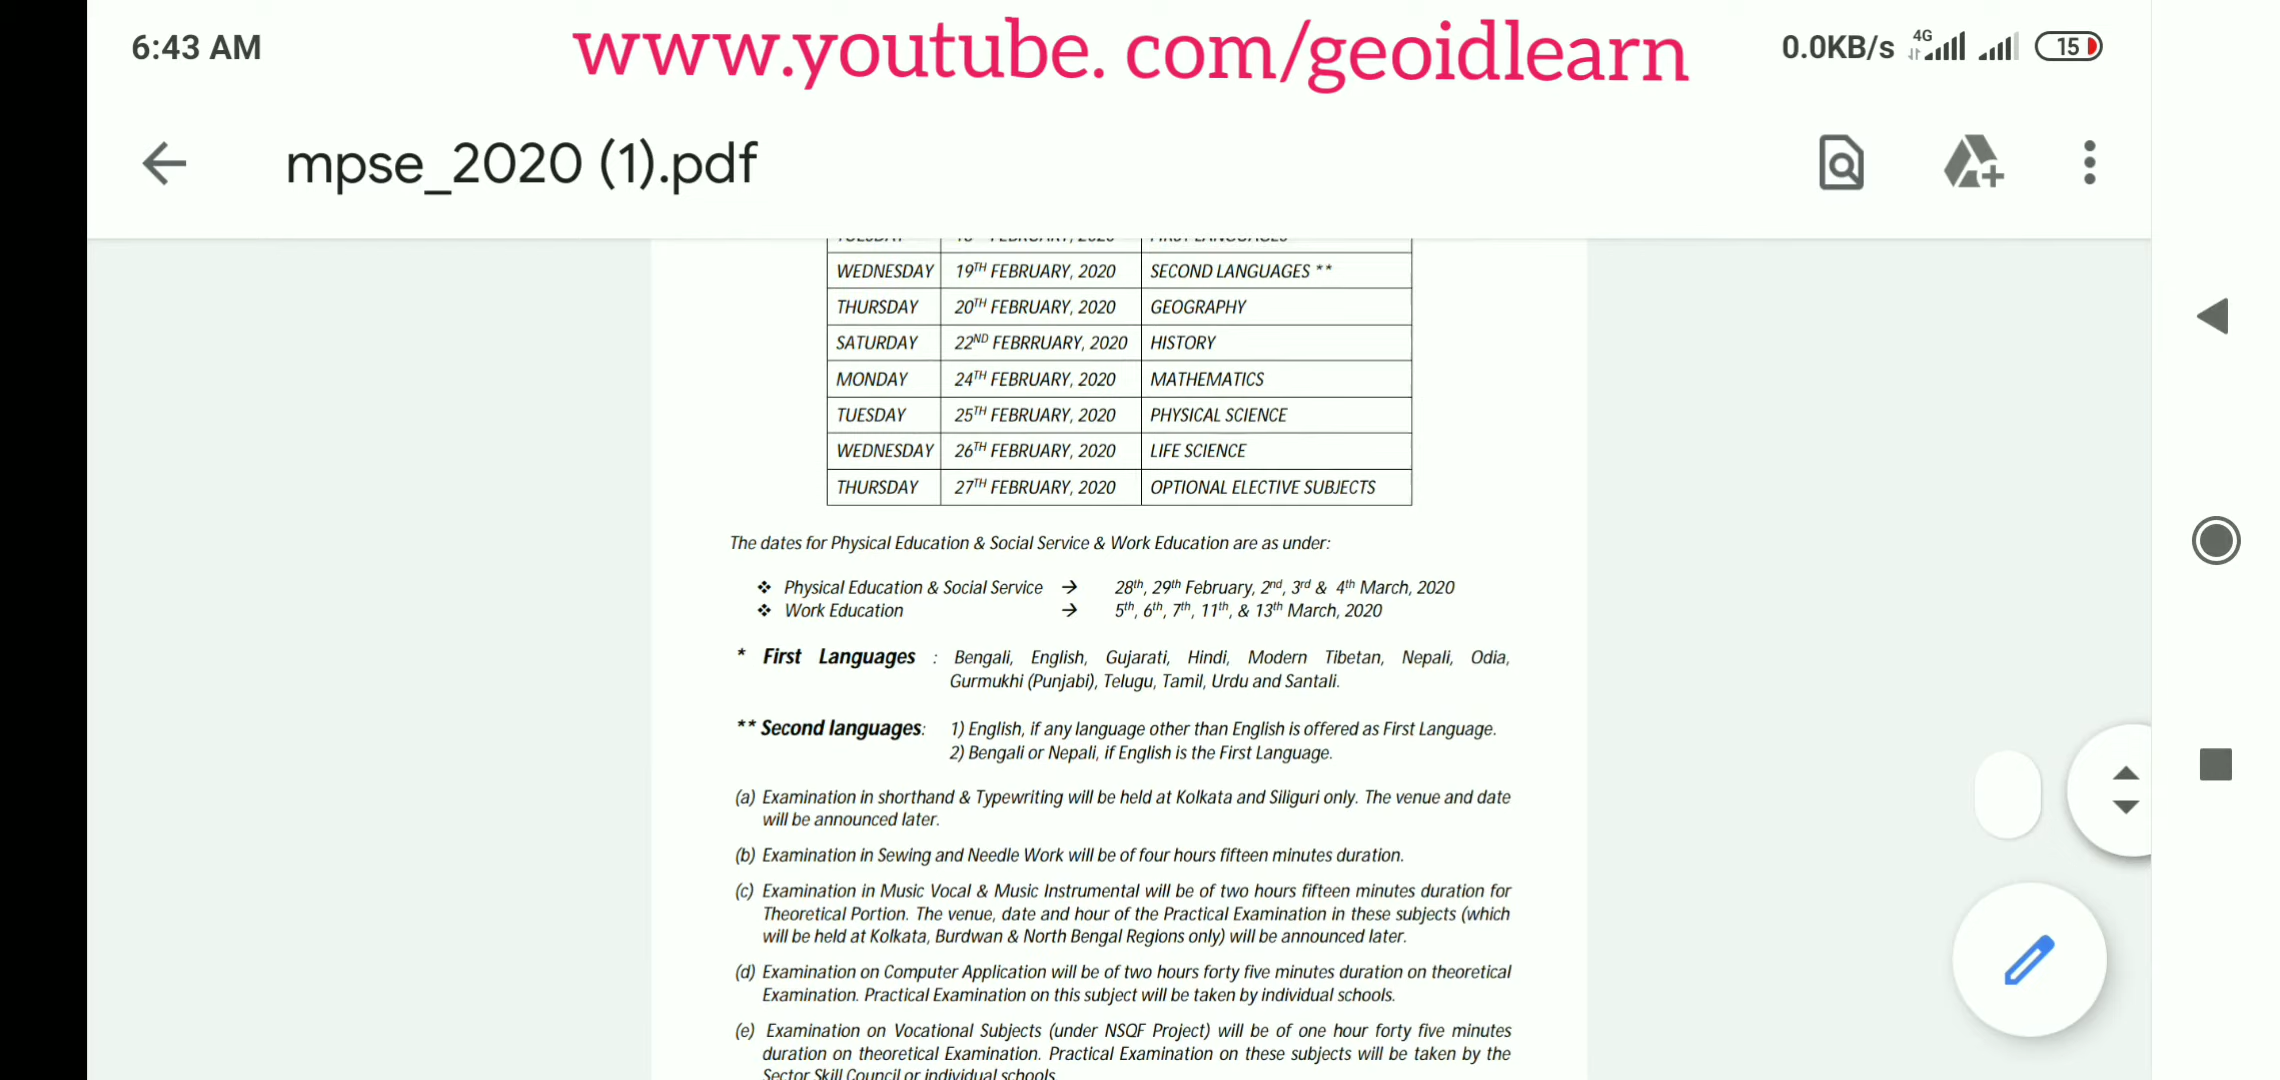 6:43 AM
www.youtube. com/geoidlearn
0.0KB/s 4G 15
mpse_2020 (1).pdf
TUESDAY 18TH FEBRUARY, 2020 FIRST LANGUAGES
WEDNESDAY 19TH FEBRUARY, 2020 SECOND LANGUAGES **
THURSDAY 20TH FEBRUARY, 2020 GEOGRAPHY
SATURDAY 22ND FEBRRUARY, 2020 HISTORY
MONDAY 24TH FEBRUARY, 2020 MATHEMATICS
TUESDAY 25TH FEBRUARY, 2020 PHYSICAL SCIENCE
WEDNESDAY 26TH FEBRUARY, 2020 LIFE SCIENCE
THURSDAY 27TH FEBRUARY, 2020 OPTIONAL ELECTIVE SUBJECTS
The dates for Physical Education & Social Service & Work Education are as under:
❖ Physical Education & Social Service → 28th, 29th February, 2nd, 3rd & 4th March, 2020
❖ Work Education → 5th, 6th, 7th, 11th, & 13th March, 2020
* First Languages : Bengali, English, Gujarati, Hindi, Modern Tibetan, Nepali, Odia,
Gurmukhi (Punjabi), Telugu, Tamil, Urdu and Santali.
** Second languages: 1) English, if any language other than English is offered as First Language.
2) Bengali or Nepali, if English is the First Language.
(a) Examination in shorthand & Typewriting will be held at Kolkata and Siliguri only. The venue and date
will be announced later.
(b) Examination in Sewing and Needle Work will be of four hours fifteen minutes duration.
(c) Examination in Music Vocal & Music Instrumental will be of two hours fifteen minutes duration for
Theoretical Portion. The venue, date and hour of the Practical Examination in these subjects (which
will be held at Kolkata, Burdwan & North Bengal Regions only) will be announced later.
(d) Examination on Computer Application will be of two hours forty five minutes duration on theoretical
Examination. Practical Examination on this subject will be taken by individual schools.
(e) Examination on Vocational Subjects (under NSQF Project) will be of one hour forty five minutes
duration on theoretical Examination. Practical Examination on these subjects will be taken by the
Sector Skill Council or individual schools.